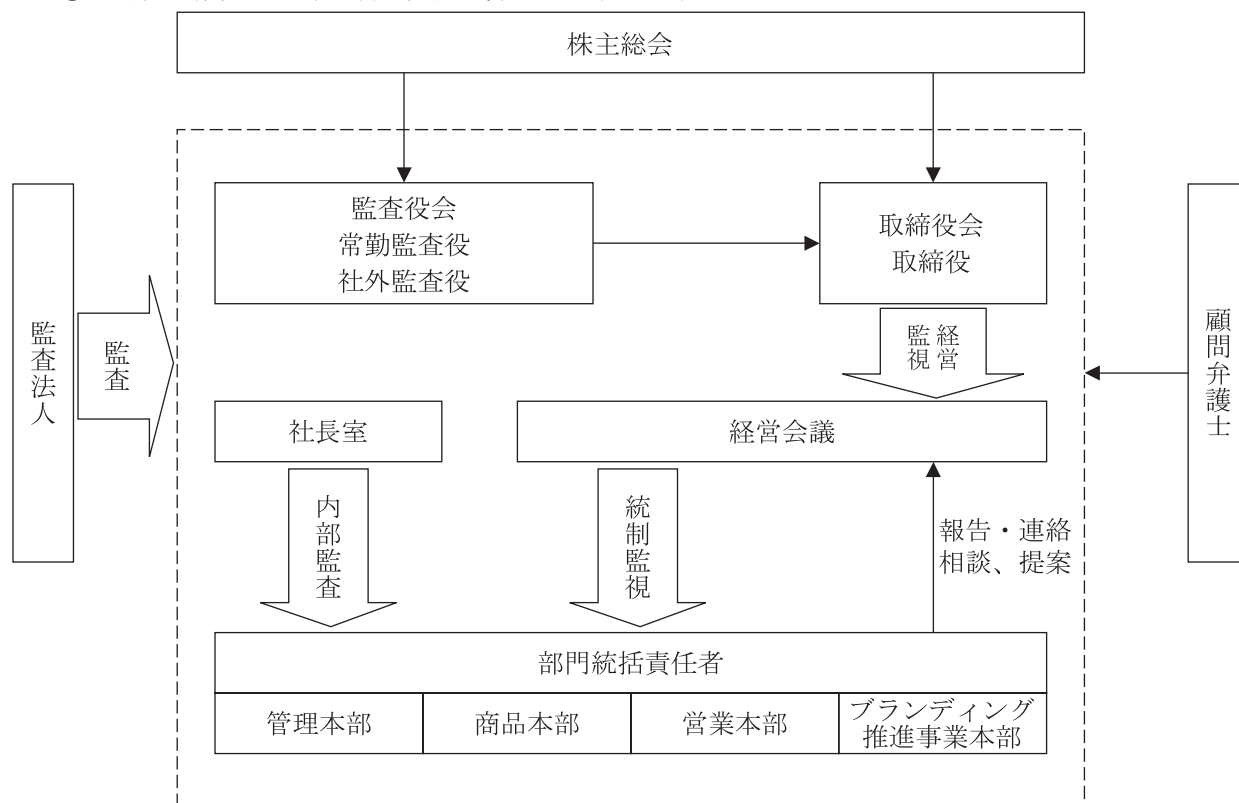 株主総会
監査役会
常勤監査役
社外監査役
取締役会
取締役
監査法人
監査
経営
監視
顧問弁護士
社長室
経営会議
内部監査
統制監視
報告・連絡
相談、提案
部門統括責任者
管理本部
商品本部
営業本部
ブランディング
推進事業本部